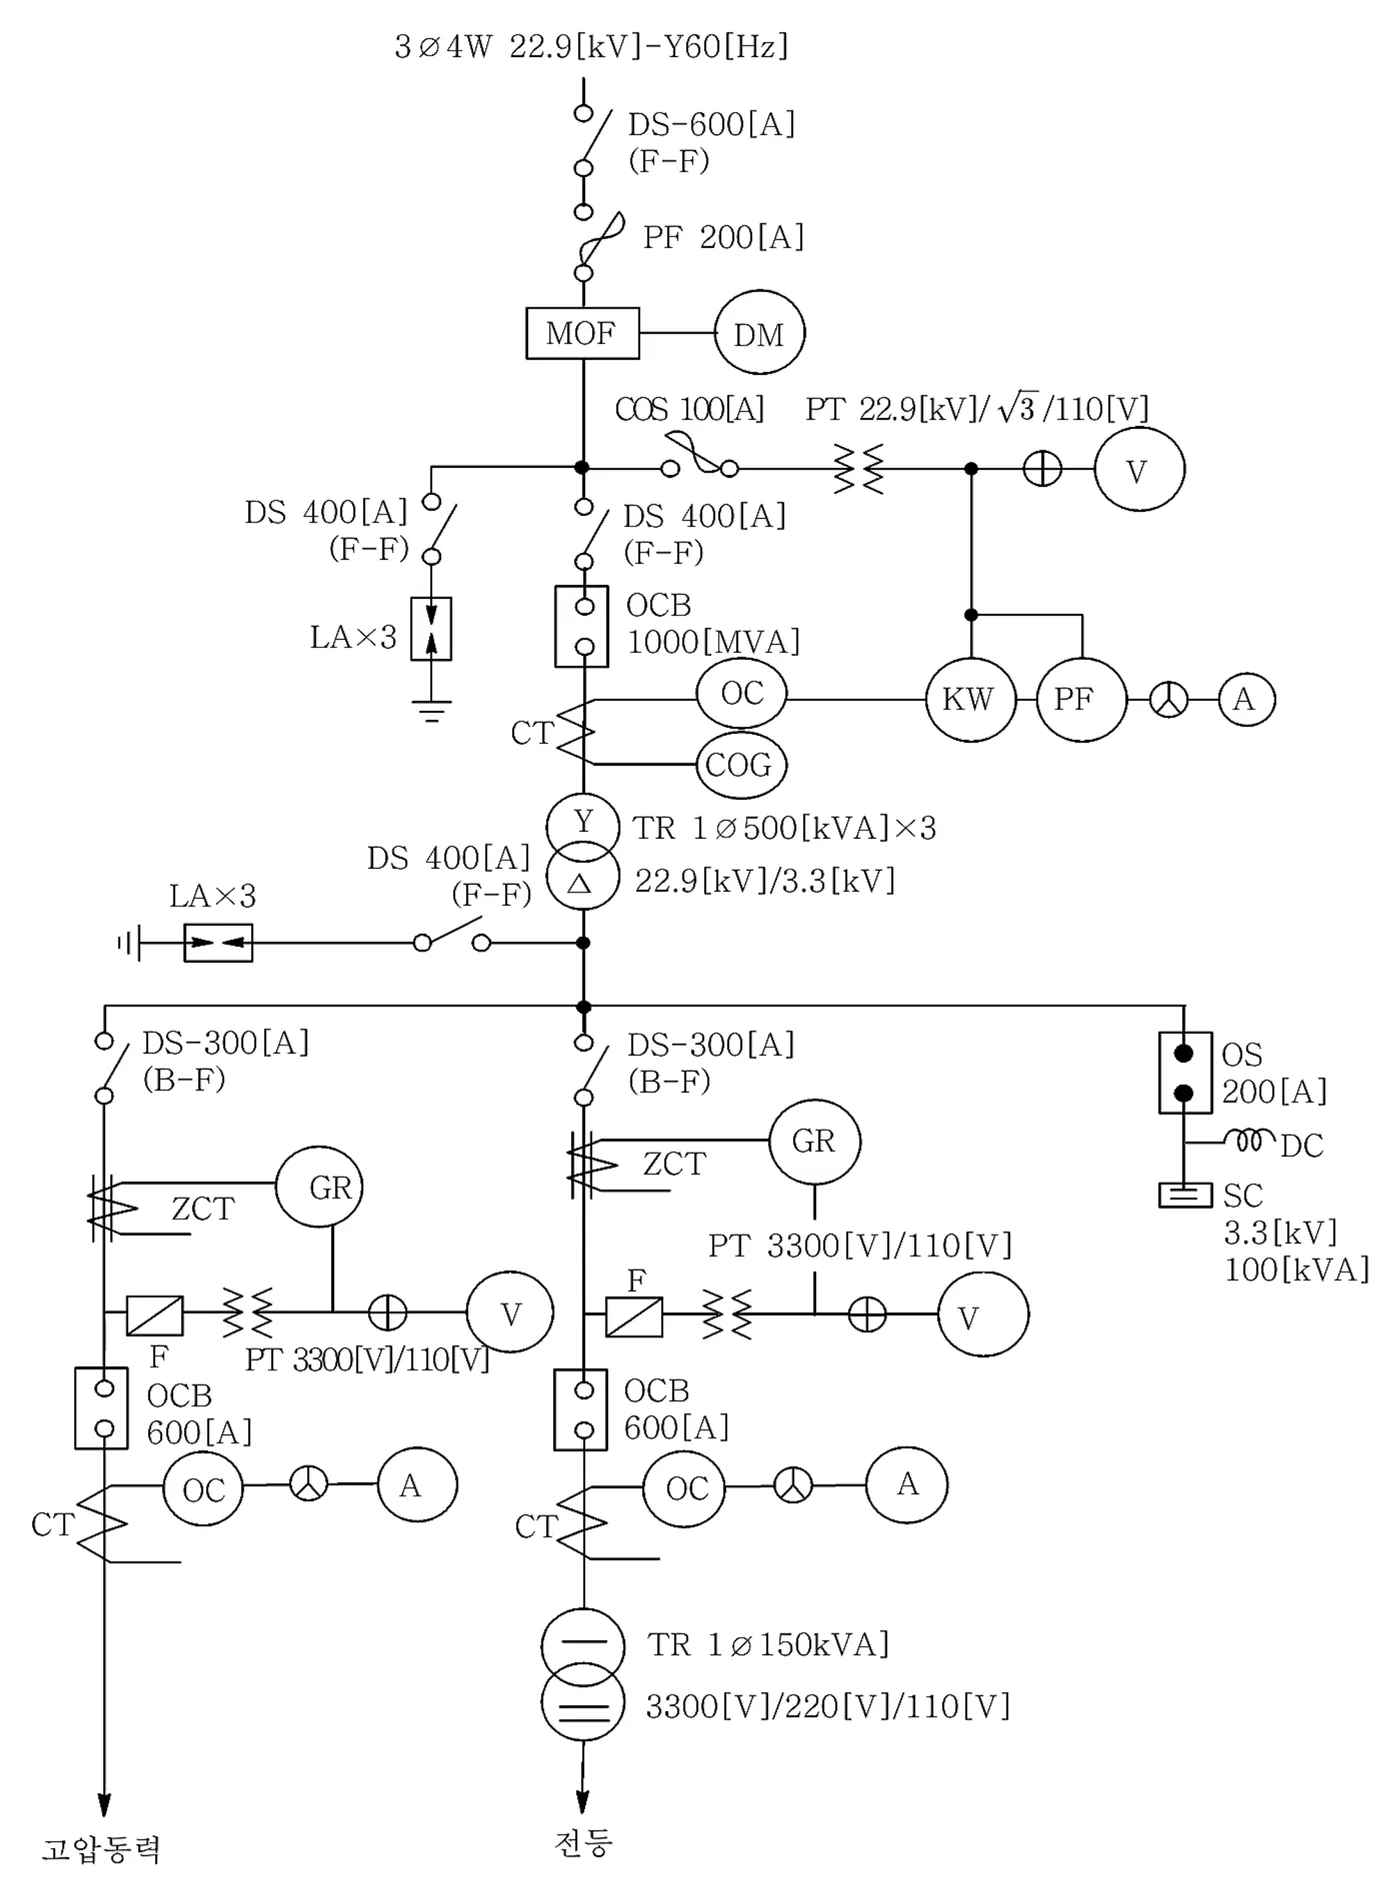 3⌀4W 22.9[kV]-Y60[Hz]
DS-600[A]
(F-F)
PF 200[A]
MOF
DM
COS 100[A]
PT 22.9[kV]/√3/110[V]
V
DS 400[A]
(F-F)
DS 400[A]
(F-F)
LA×3
OCB
1000[MVA]
OC
KW
PF
A
CT
COG
Y
TR 1⌀500[kVA]×3
△
22.9[kV]/3.3[kV]
DS 400[A]
(F-F)
LA×3
DS-300[A]
(B-F)
DS-300[A]
(B-F)
OS
200[A]
DC
SC
3.3[kV]
100[kVA]
ZCT
GR
ZCT
GR
PT 3300[V]/110[V]
F
V
F
V
PT 3300[V]/110[V]
OCB
600[A]
OCB
600[A]
CT
OC
A
CT
OC
A
TR 1⌀150kVA]
3300[V]/220[V]/110[V]
고압동력
전등